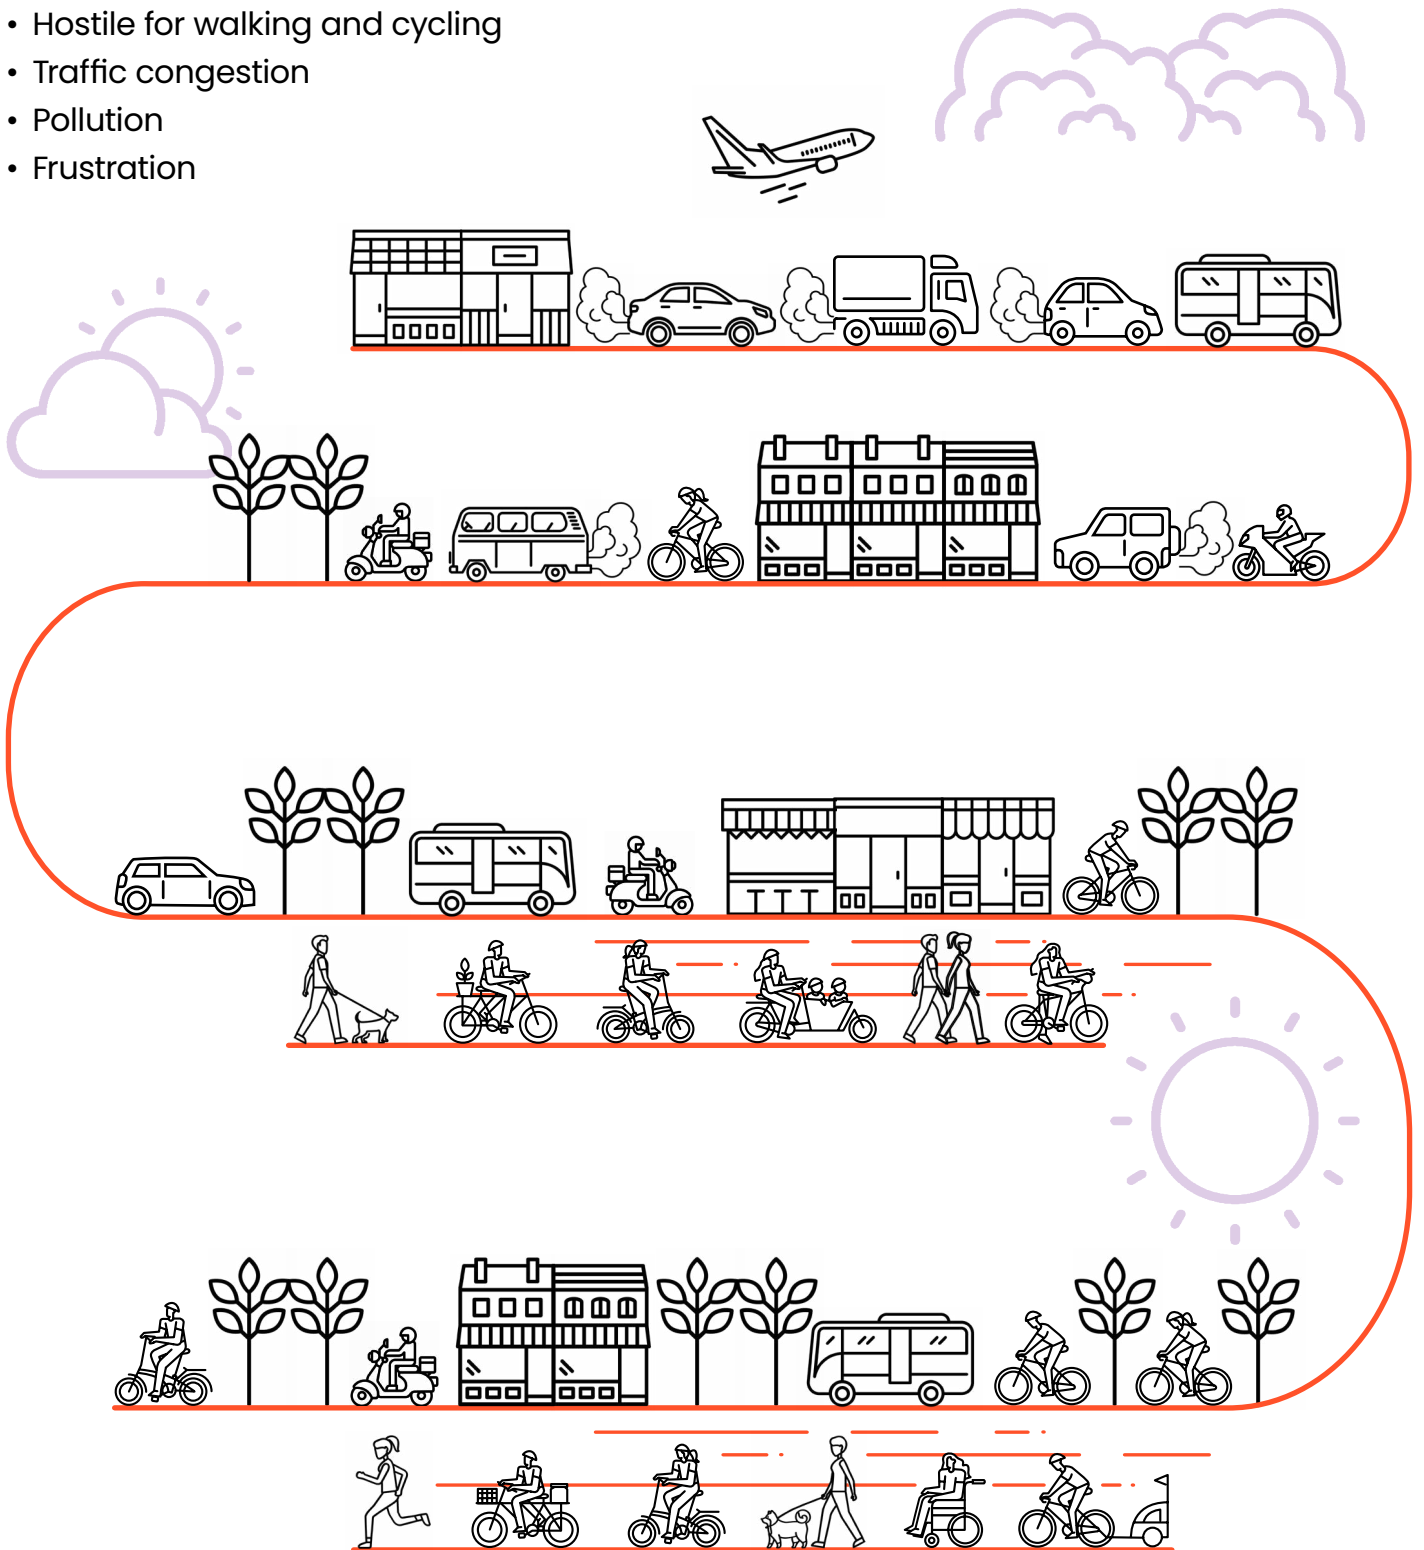 • Hostile for walking and cycling
• Traffic congestion
• Pollution
• Frustration